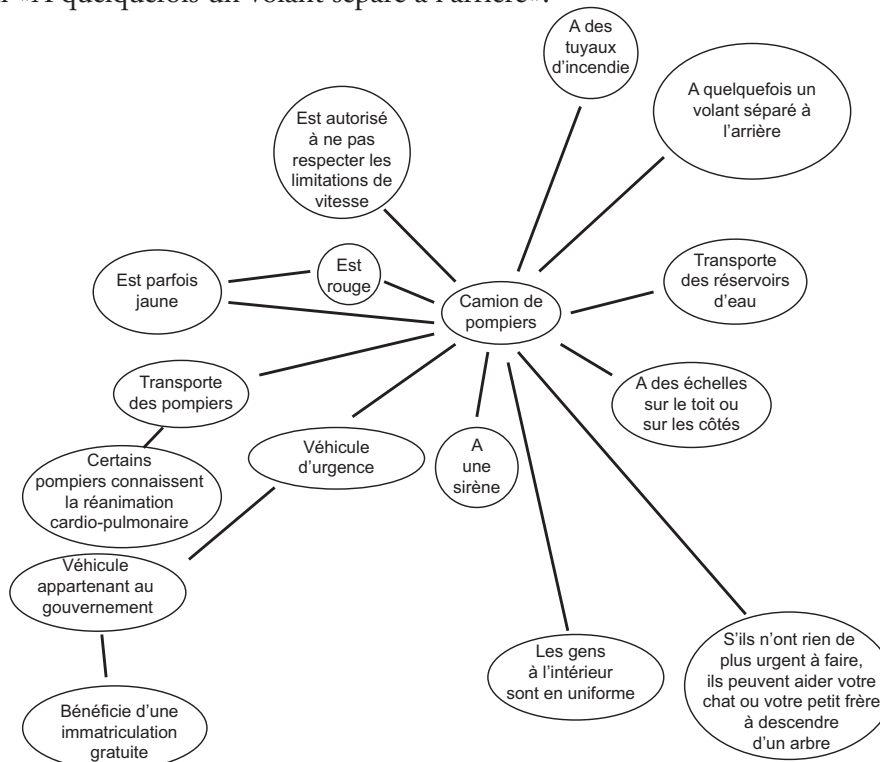 «A quelquefois un volant séparé à l'arrière».
A des
tuyaux
d'incendie
A quelquefois un
volant séparé à
l'arrière
Est autorisé
à ne pas
respecter les
limitations de
vitesse
Est parfois
jaune
Est
rouge
Camion de
pompiers
Transporte
des réservoirs
d'eau
Transporte
des pompiers
A des échelles
sur le toit ou
sur les côtés
Certains
pompiers connaissent
la réanimation
cardio-pulmonaire
Véhicule
d'urgence
A
une
sirène
Véhicule
appartenant au
gouvernement
Les gens
à l'intérieur
sont en uniforme
S'ils n'ont rien de
plus urgent à faire,
ils peuvent aider votre
chat ou votre petit frère
à descendre
d'un arbre
Bénéficie d'une
immatriculation
gratuite